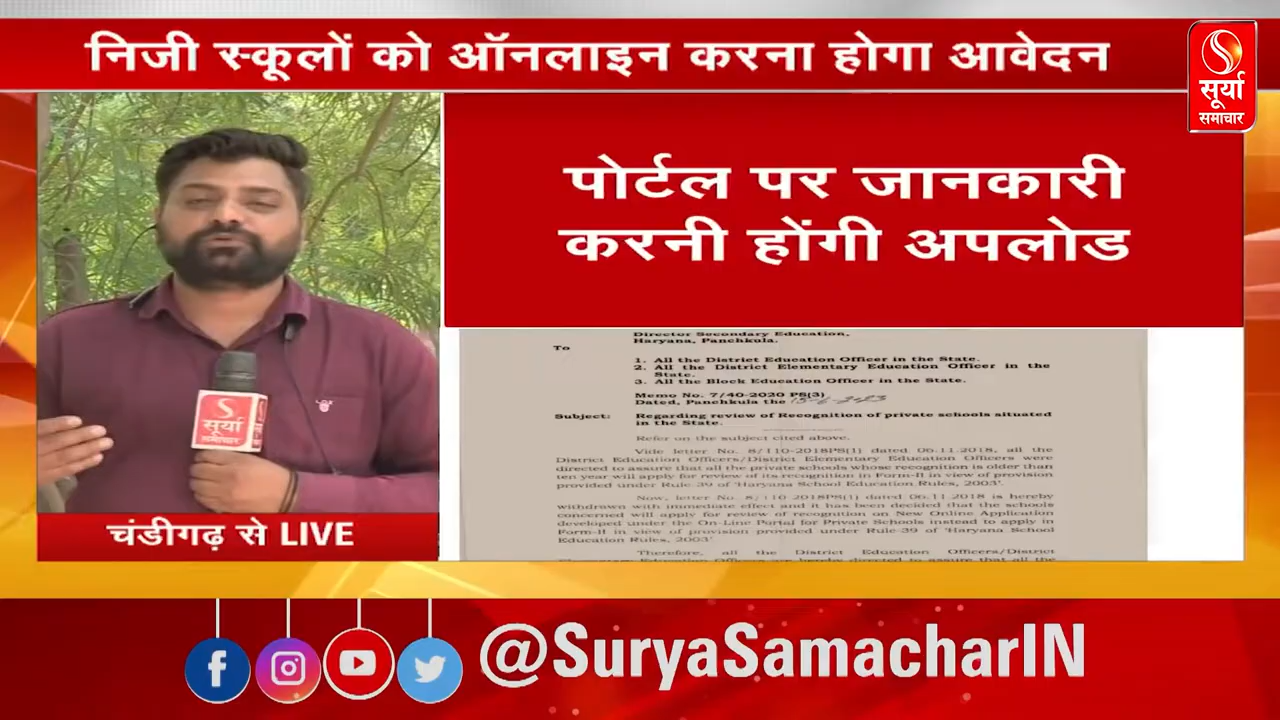 निजी स्कूलों को ऑनलाइन करना होगा आवेदन
सूर्या
समाचार
पोर्टल पर जानकारी
करनी होंगी अपलोड
Director Secondary Education,
Haryana, Panchkula.
To
1. All the District Education Officer in the State.
2. All the District Elementary Education Officer in the
State.
3. All the Block Education Officer in the State.
Memo No. 7/40-2020 PS(3)
Dated, Panchkula the
Subject: Regarding review of Recognition of private schools situated
in the State.
Refer on the subject cited above.
Vide letter No. 8/110-2018PS(1) dated 06.11.2018, all the
District Education Officers/District Elementary Education Officers were
directed to assure that all the private schools whose recognition is older than
ten year will apply for review of its recognition in Form-II in view of provision
provided under Rule-39 of 'Haryana School Education Rules, 2003'.
Now, letter No. 8/110-2018PS(1) dated 06.11.2018 is hereby
withdrawn with immediate effect and it has been decided that the schools
concerned will apply for review of recognition on New Online Application
developed under the On-Line Portal for Private Schools instead to apply in
Form-II in view of provision provided under Rule-39 of 'Haryana School
Education Rules, 2003'
Therefore, all the District Education Officers/District
सूर्या
समाचार
चंडीगढ़ से LIVE
@SuryaSamacharIN